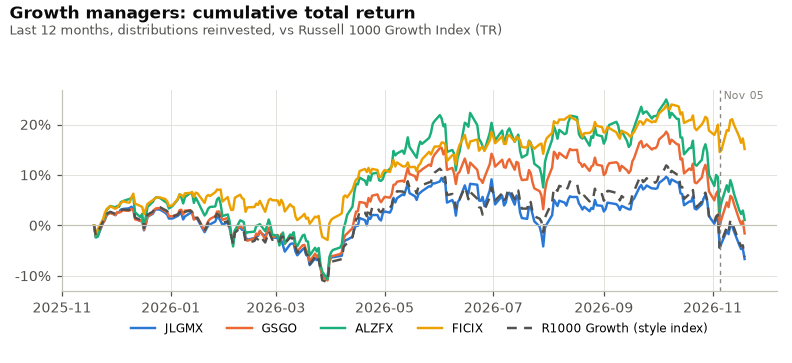 Growth managers: cumulative total return
Last 12 months, distributions reinvested, vs Russell 1000 Growth Index (TR)
Nov 05
20%
10%
0%
-10%
2025-11 2026-01 2026-03 2026-05 2026-07 2026-09 2026-11
JLGMX GSGO ALZFX FICIX R1000 Growth (style index)